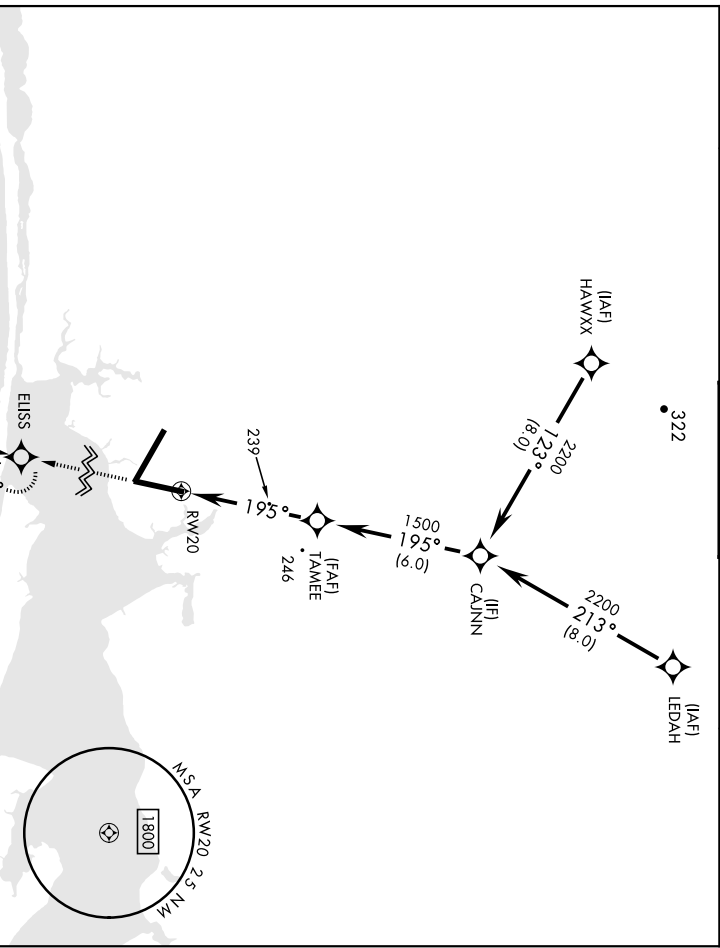 322
(IAF)
HAWXX
2200
123°
(8.0)
(IAF)
LEDAH
2200
213°
(8.0)
(IF)
CAJNN
1500
195°
(6.0)
(FAF)
TAMEE
246
239
195°
RW20
ELISS
MSA RW20 25 NM
1800